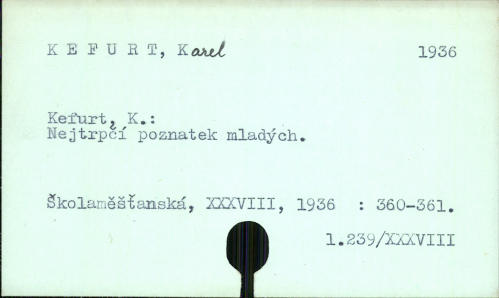 K E F U R T, Karel 1936
Kefurt, K.:
Nejtrpčí poznatek mladých.
Školaměšťanská, XXXVIII, 1936 : 360-361.
1.239/XXXVIII